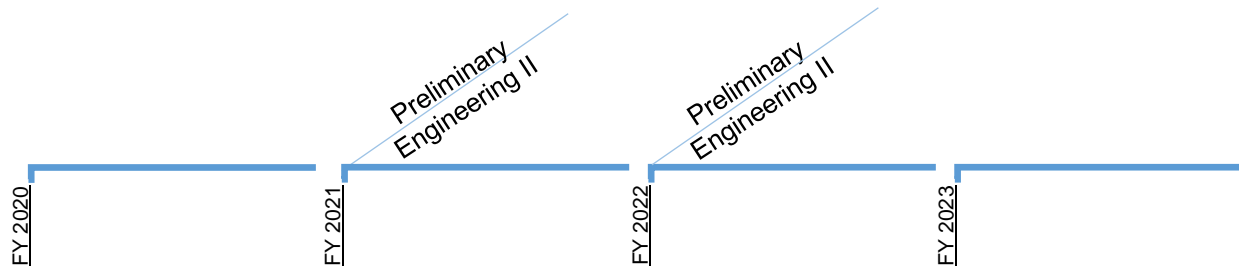 Preliminary
Engineering II
Preliminary
Engineering II
FY 2020
FY 2021
FY 2022
FY 2023